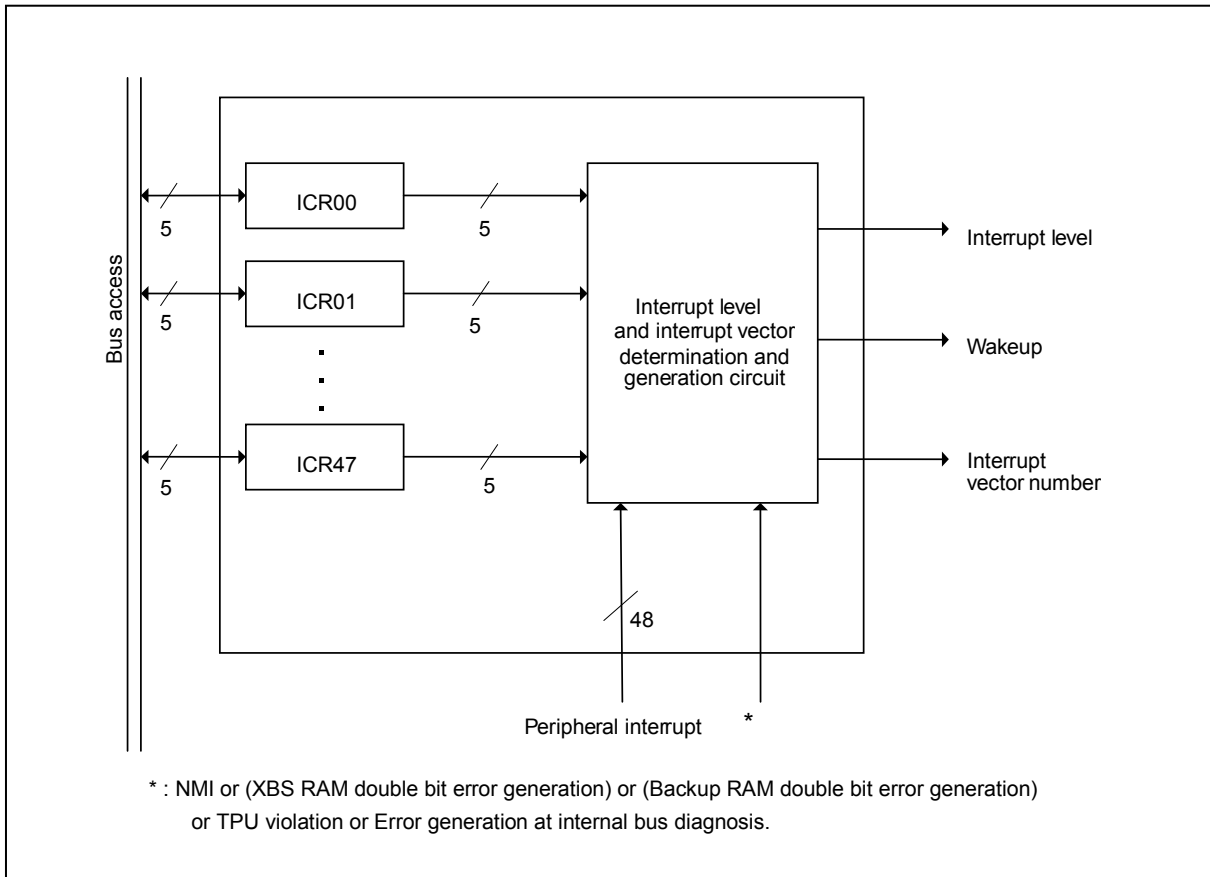 Bus access
ICR00
5
5
ICR01
5
5
.
.
.
ICR47
5
5
Interrupt level
and interrupt vector
determination and
generation circuit
Interrupt level
Wakeup
Interrupt
vector number
48
Peripheral interrupt
*
* : NMI or (XBS RAM double bit error generation) or (Backup RAM double bit error generation)
or TPU violation or Error generation at internal bus diagnosis.